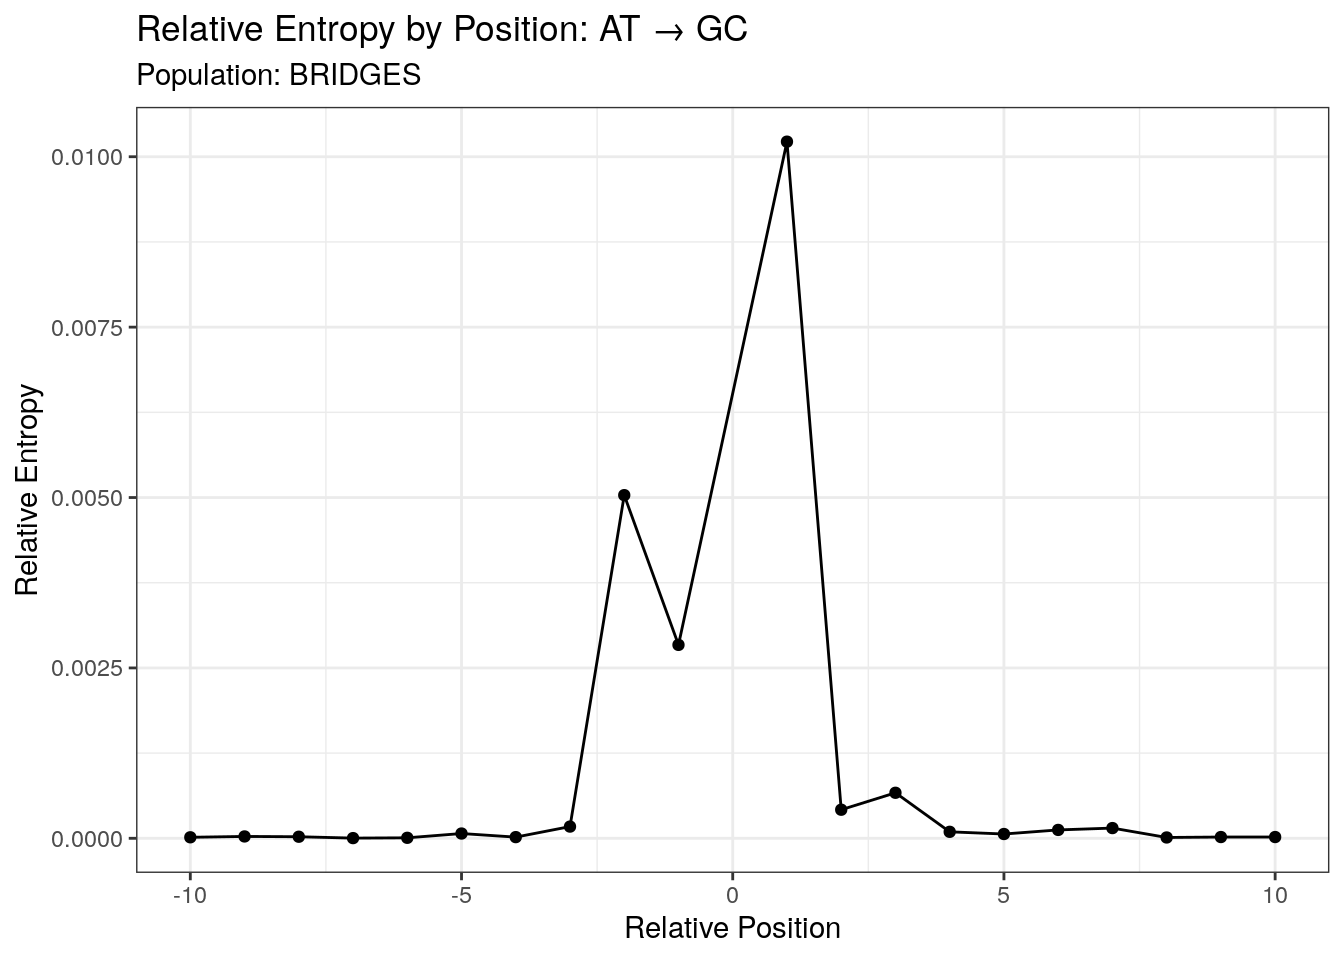 Relative Entropy by Position: AT → GC
Population: BRIDGES
0.0100
0.0075
0.0050
0.0025
0.0000
Relative Entropy
-10 -5 0 5 10
Relative Position